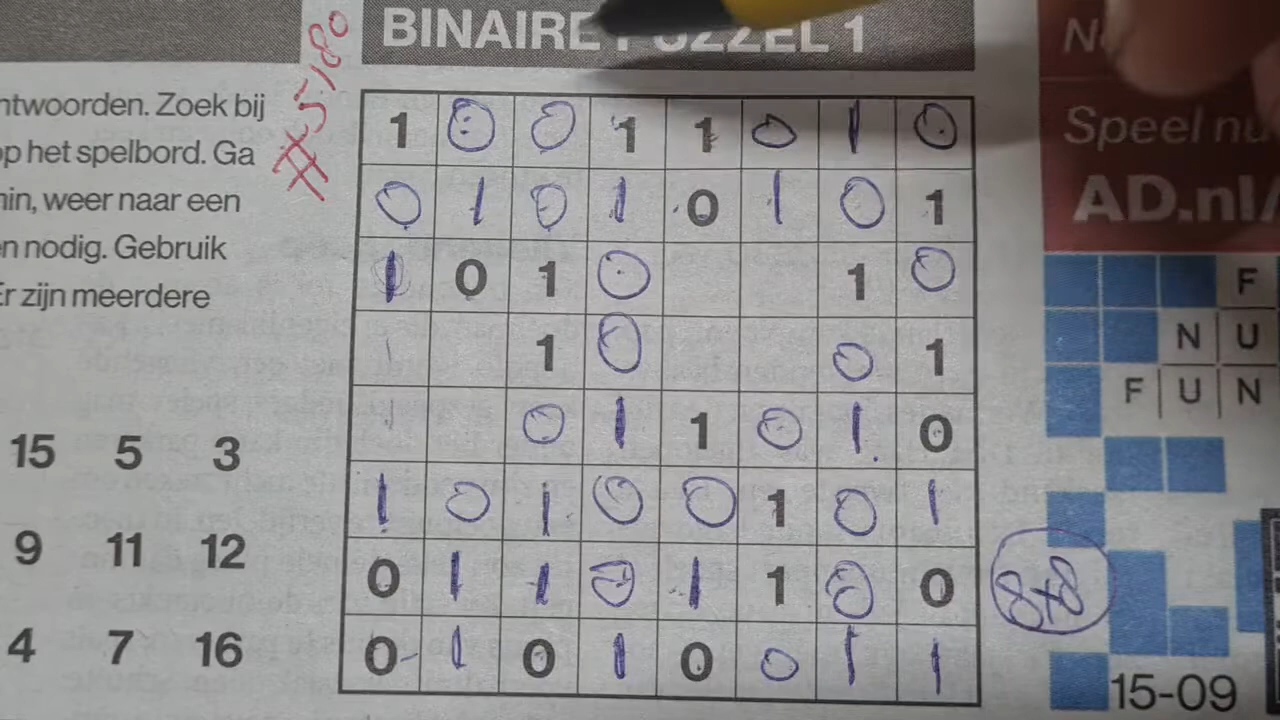 BINAIRE PUZZEL 1
#5180
ntwoorden. Zoek bij
op het spelbord. Ga
nin, weer naar een
en nodig. Gebruik
Er zijn meerdere
15 5 3
9 11 12
4 7 16
1 0 0 1 1 0 1 0
0 1 0 1 0 1 0 1
1 0 1 0 1 0
1 0 0 1
0 1 1 0 1 0
1 0 1 0 0 1 0 1
0 1 1 0 1 1 0 0
0 1 0 1 0 0 1 1
8x8
N
Speel nu
AD.nl/
F
N U
F U N
15-09